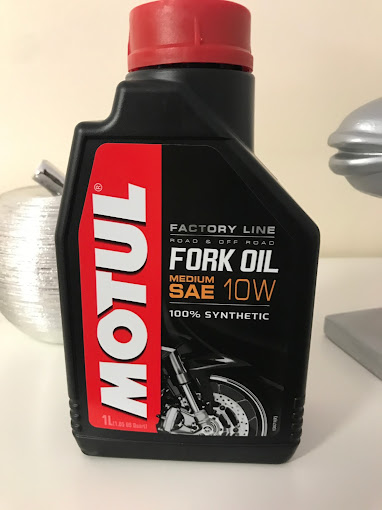 MOTUL®
FACTORY LINE
ROAD & OFF ROAD
FORK OIL
MEDIUM
SAE 10W
100% SYNTHETIC
1L